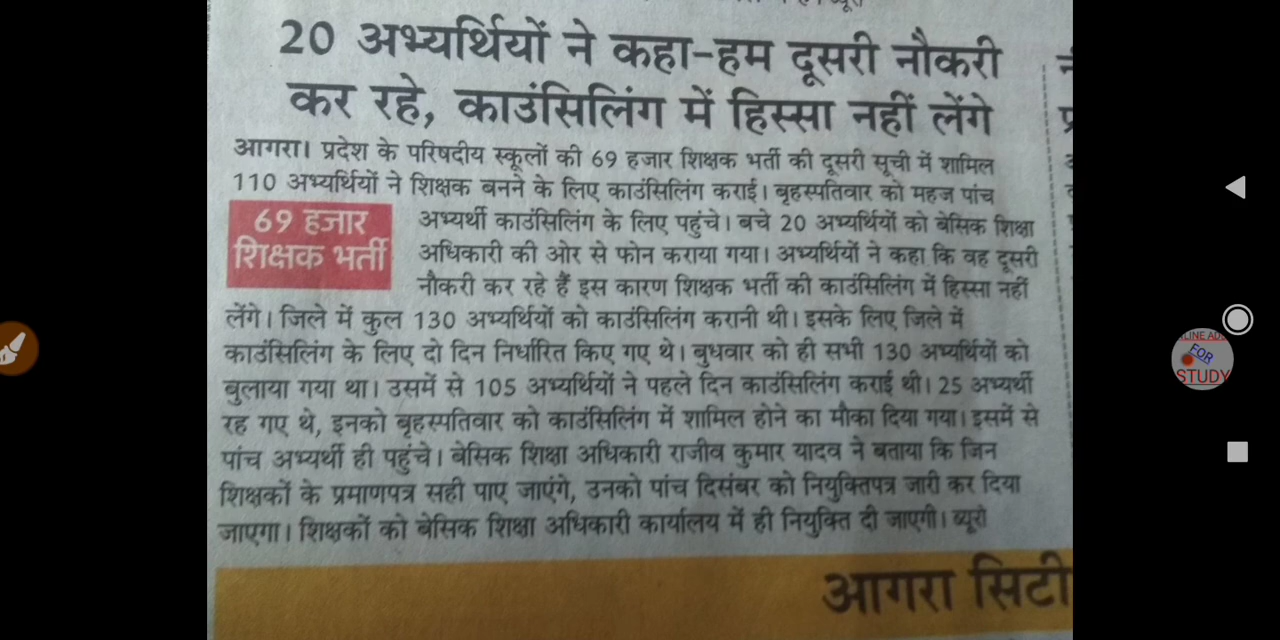 20 अभ्यर्थियों ने कहा-हम दूसरी नौकरी
कर रहे, काउंसिलिंग में हिस्सा नहीं लेंगे
आगरा। प्रदेश के परिषदीय स्कूलों की 69 हजार शिक्षक भर्ती की दूसरी सूची में शामिल
110 अभ्यर्थियों ने शिक्षक बनने के लिए काउंसिलिंग कराई। बृहस्पतिवार को महज पांच
69 हजार
शिक्षक भर्ती
अभ्यर्थी काउंसिलिंग के लिए पहुंचे। बचे 20 अभ्यर्थियों को बेसिक शिक्षा
अधिकारी की ओर से फोन कराया गया। अभ्यर्थियों ने कहा कि वह दूसरी
नौकरी कर रहे हैं इस कारण शिक्षक भर्ती की काउंसिलिंग में हिस्सा नहीं
लेंगे। जिले में कुल 130 अभ्यर्थियों को काउंसिलिंग करानी थी। इसके लिए जिले में
काउंसिलिंग के लिए दो दिन निर्धारित किए गए थे। बुधवार को ही सभी 130 अभ्यर्थियों को
बुलाया गया था। उसमें से 105 अभ्यर्थियों ने पहले दिन काउंसिलिंग कराई थी। 25 अभ्यर्थी
रह गए थे, इनको बृहस्पतिवार को काउंसिलिंग में शामिल होने का मौका दिया गया। इसमें से
पांच अभ्यर्थी ही पहुंचे। बेसिक शिक्षा अधिकारी राजीव कुमार यादव ने बताया कि जिन
शिक्षकों के प्रमाणपत्र सही पाए जाएंगे, उनको पांच दिसंबर को नियुक्तिपत्र जारी कर दिया
जाएगा। शिक्षकों को बेसिक शिक्षा अधिकारी कार्यालय में ही नियुक्ति दी जाएगी। ब्यूरो
आगरा सिटी
FOR
STUDY